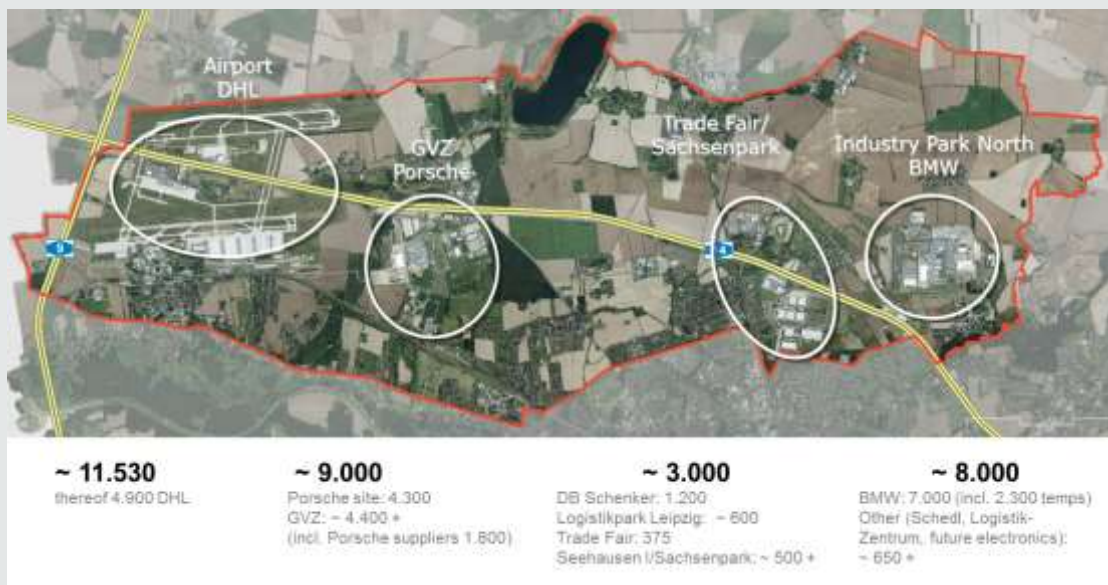 Airport
DHL
GVZ
Porsche
Trade Fair/
Sachsenpark
Industry Park North
BMW
9
4
~ 11.530
thereof 4.900 DHL
~ 9.000
Porsche site: 4.300
GVZ: ~ 4.400 +
(incl. Porsche suppliers 1.800)
~ 3.000
DB Schenker: 1.200
Logistikpark Leipzig: ~ 600
Trade Fair: 375
Seehausen I/Sachsenpark: ~ 500 +
~ 8.000
BMW: 7.000 (incl. 2.300 temps)
Other (Schedl, Logistik-
Zentrum, future electronics):
~ 650 +